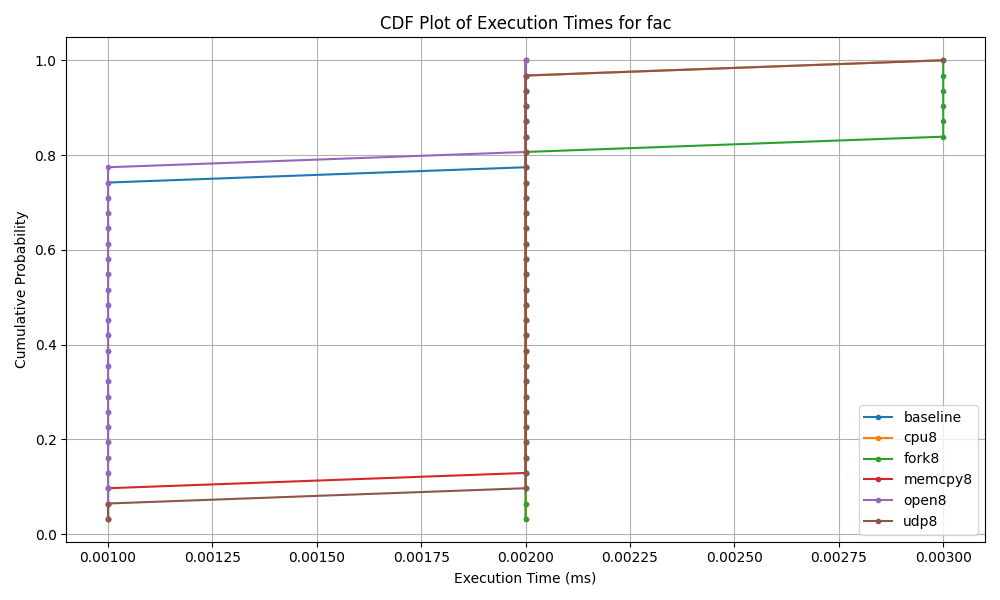 CDF Plot of Execution Times for fac
Cumulative Probability
1.0
0.8
0.6
0.4
0.2
0.0
baseline
cpu8
fork8
memcpy8
open8
udp8
0.00100 0.00125 0.00150 0.00175 0.00200 0.00225 0.00250 0.00275 0.00300
Execution Time (ms)